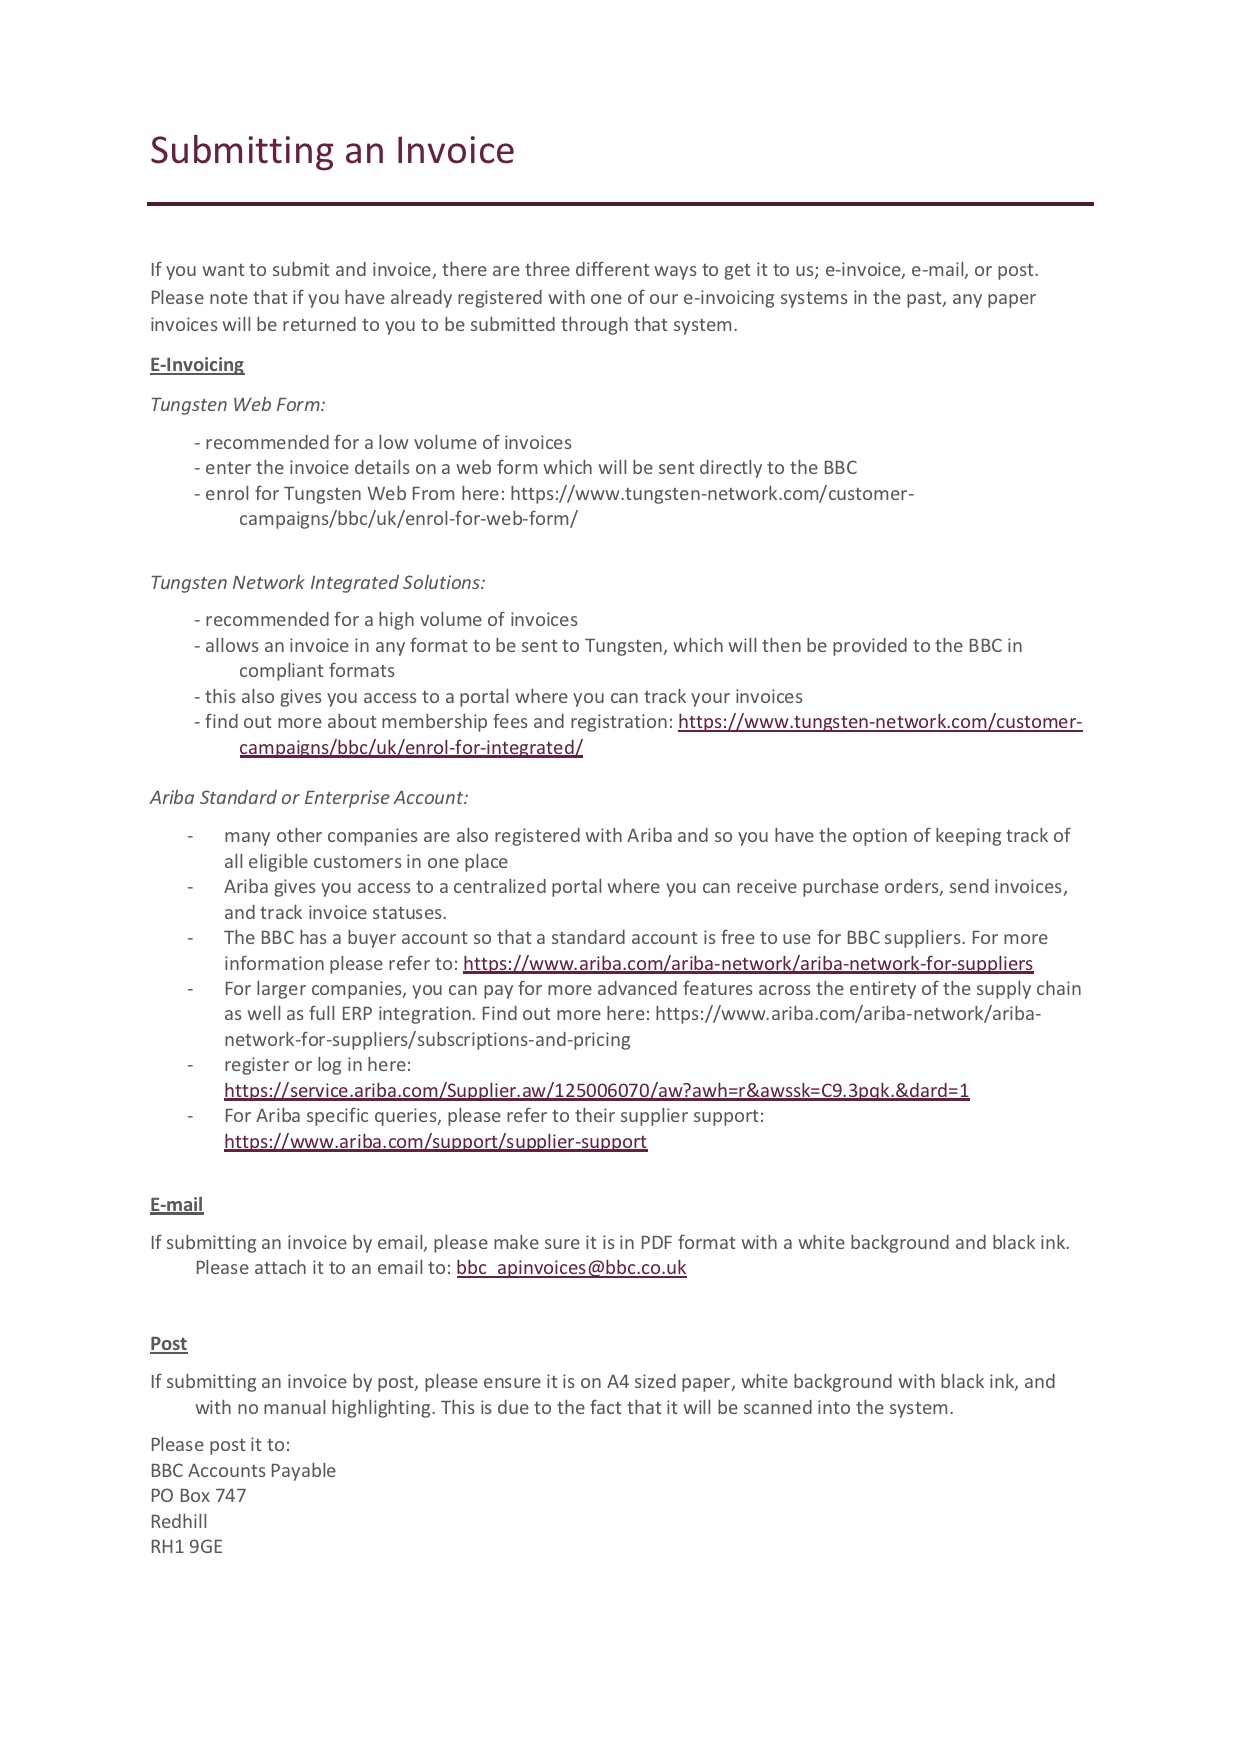 Submitting an Invoice
If you want to submit and invoice, there are three different ways to get it to us; e-invoice, e-mail, or post.
Please note that if you have already registered with one of our e-invoicing systems in the past, any paper
invoices will be returned to you to be submitted through that system.
E-Invoicing
Tungsten Web Form:
- recommended for a low volume of invoices
- enter the invoice details on a web form which will be sent directly to the BBC
- enrol for Tungsten Web From here: https://www.tungsten-network.com/customer-
campaigns/bbc/uk/enrol-for-web-form/
Tungsten Network Integrated Solutions:
- recommended for a high volume of invoices
- allows an invoice in any format to be sent to Tungsten, which will then be provided to the BBC in
compliant formats
- this also gives you access to a portal where you can track your invoices
- find out more about membership fees and registration: https://www.tungsten-network.com/customer-
campaigns/bbc/uk/enrol-for-integrated/
Ariba Standard or Enterprise Account:
- many other companies are also registered with Ariba and so you have the option of keeping track of
all eligible customers in one place
- Ariba gives you access to a centralized portal where you can receive purchase orders, send invoices,
and track invoice statuses.
- The BBC has a buyer account so that a standard account is free to use for BBC suppliers. For more
information please refer to: https://www.ariba.com/ariba-network/ariba-network-for-suppliers
- For larger companies, you can pay for more advanced features across the entirety of the supply chain
as well as full ERP integration. Find out more here: https://www.ariba.com/ariba-network/ariba-
network-for-suppliers/subscriptions-and-pricing
- register or log in here:
https://service.ariba.com/Supplier.aw/125006070/aw?awh=r&awssk=C9.3pqk.&dard=1
- For Ariba specific queries, please refer to their supplier support:
https://www.ariba.com/support/supplier-support
E-mail
If submitting an invoice by email, please make sure it is in PDF format with a white background and black ink.
Please attach it to an email to: bbc_apinvoices@bbc.co.uk
Post
If submitting an invoice by post, please ensure it is on A4 sized paper, white background with black ink, and
with no manual highlighting. This is due to the fact that it will be scanned into the system.
Please post it to:
BBC Accounts Payable
PO Box 747
Redhill
RH1 9GE